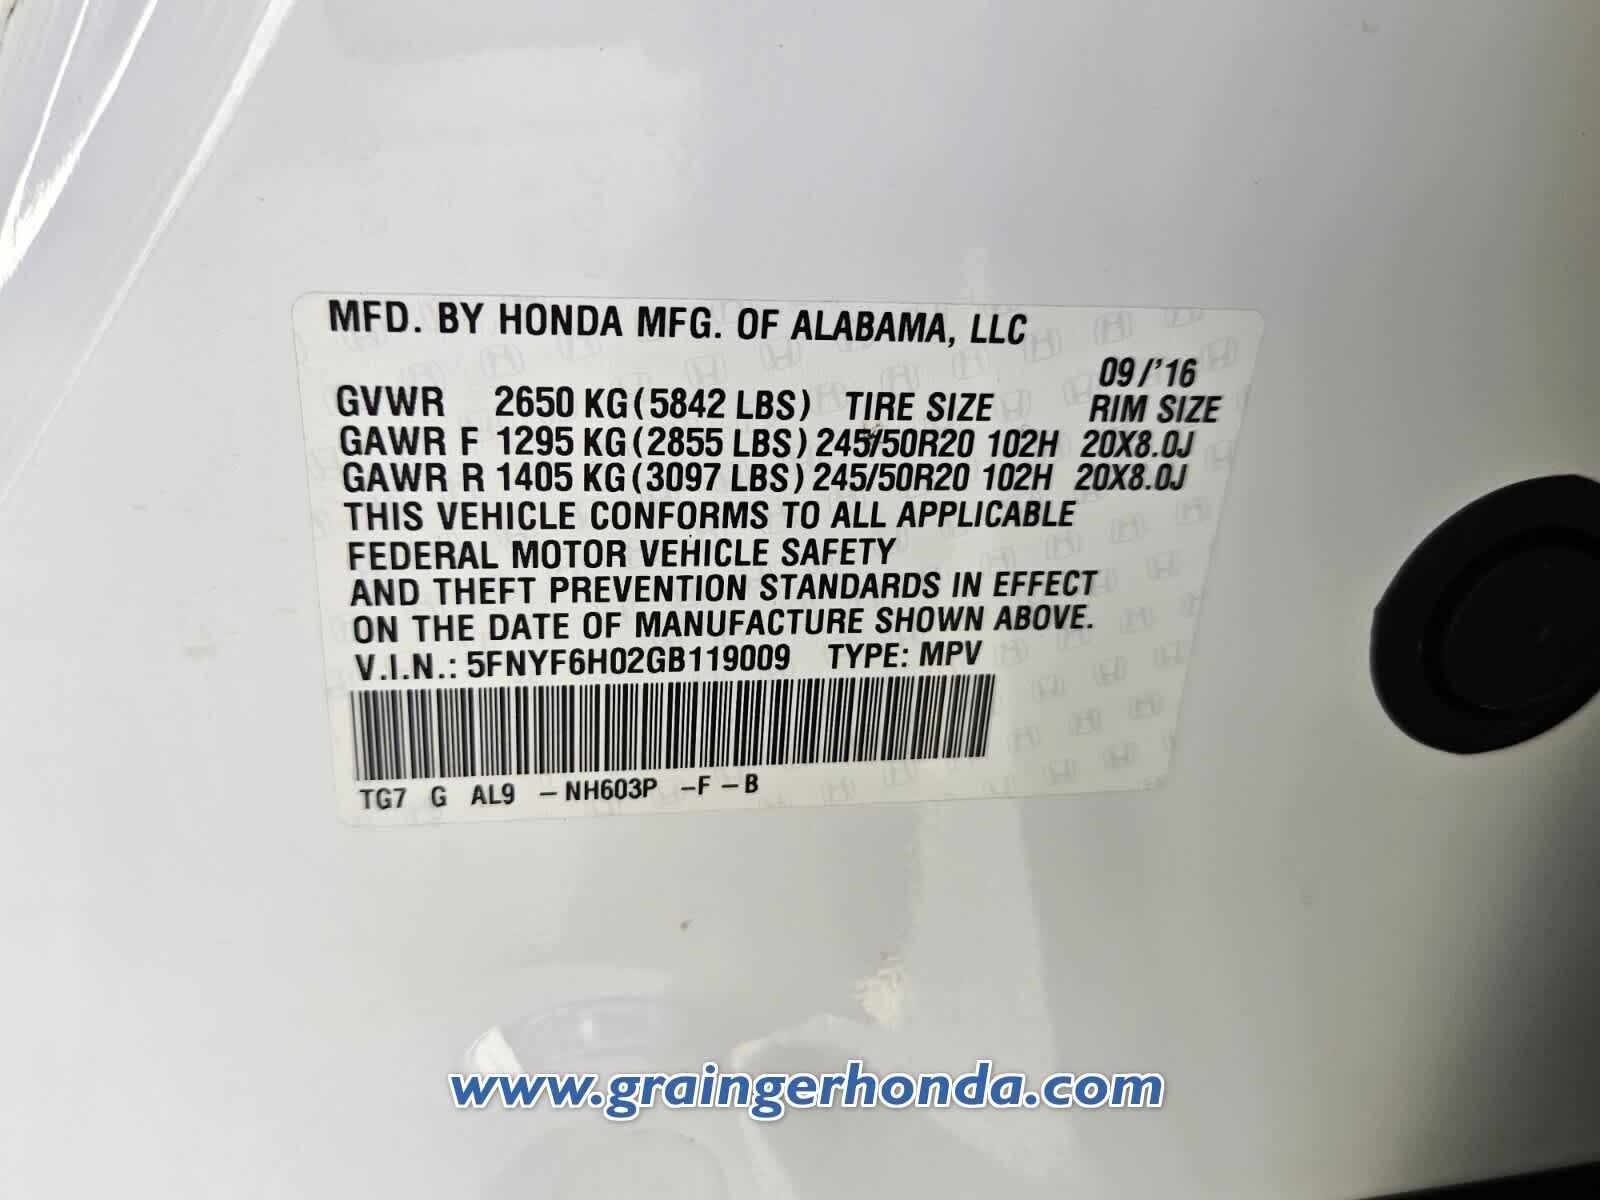 MFD. BY HONDA MFG. OF ALABAMA, LLC
09/'16
GVWR 2650 KG(5842 LBS) TIRE SIZE RIM SIZE
GAWR F 1295 KG(2855 LBS) 245/50R20 102H 20X8.0J
GAWR R 1405 KG(3097 LBS) 245/50R20 102H 20X8.0J
THIS VEHICLE CONFORMS TO ALL APPLICABLE
FEDERAL MOTOR VEHICLE SAFETY
AND THEFT PREVENTION STANDARDS IN EFFECT
ON THE DATE OF MANUFACTURE SHOWN ABOVE.
V.I.N.: 5FNYF6H02GB119009 TYPE: MPV
TG7 G AL9 -NH603P -F-B
www.graingerhonda.com